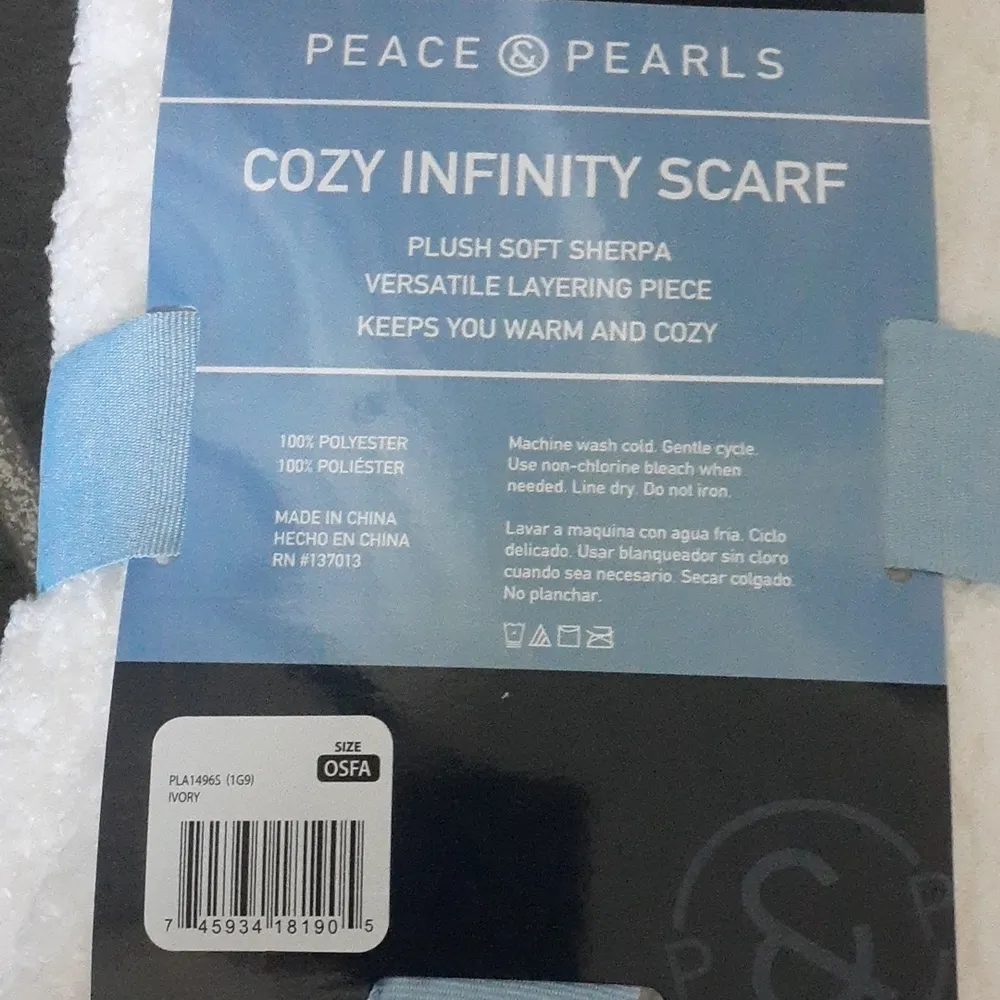 PEACE & PEARLS
COZY INFINITY SCARF
PLUSH SOFT SHERPA
VERSATILE LAYERING PIECE
KEEPS YOU WARM AND COZY
100% POLYESTER
100% POLIÉSTER
MADE IN CHINA
HECHO EN CHINA
RN #137013
Machine wash cold. Gentle cycle.
Use non-chlorine bleach when
needed. Line dry. Do not iron.
Lavar a maquina con agua fria. Ciclo
delicado. Usar blanqueador sin cloro
cuando sea necesario. Secar colgado.
No planchar.
SIZE
OSFA
PLA1496S (1G9)
IVORY
7 45934 18190 5
P & P